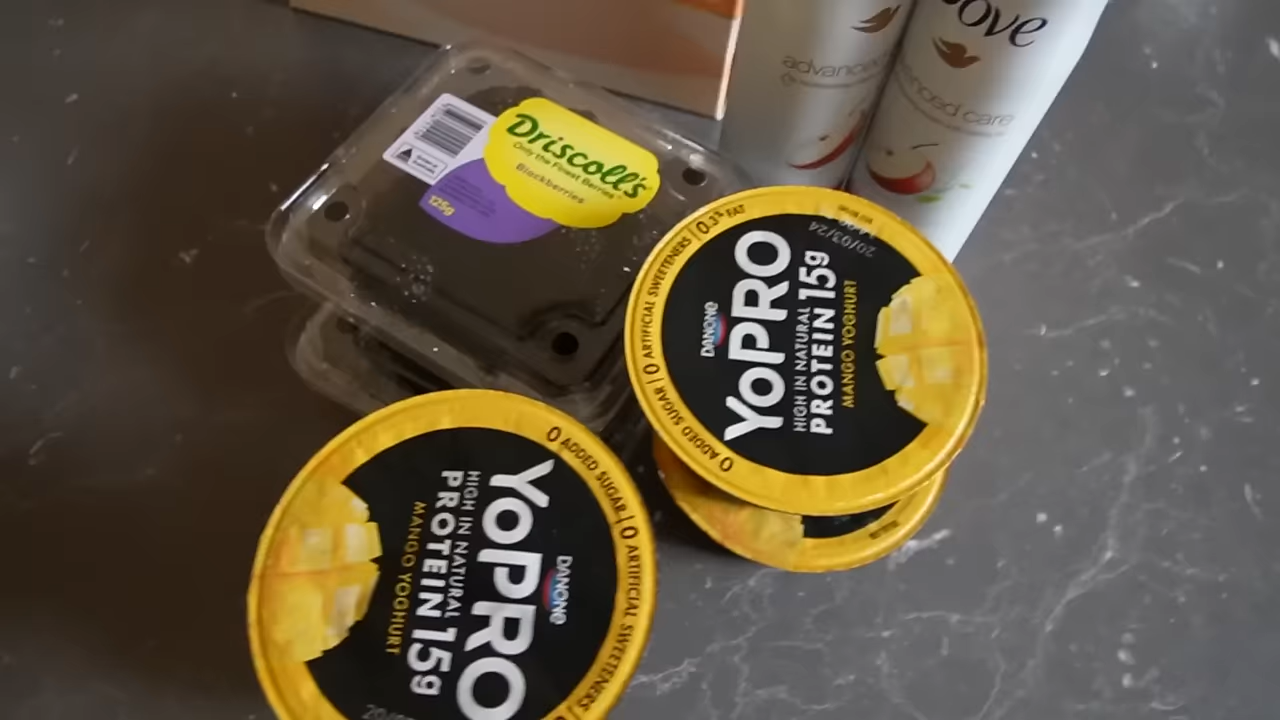 Dove
advanced
advanced care
Driscoll's
Only the Finest Berries™
Blackberries
125g
0 ADDED SUGAR | 0 ARTIFICIAL SWEETENERS | 0.3% FAT
20/03/24
DANONE
YoPRO
HIGH IN NATURAL
PROTEIN 15g
MANGO YOGHURT
0 ADDED SUGAR | 0 ARTIFICIAL SWEETENERS
DANONE
YoPRO
HIGH IN NATURAL
PROTEIN 15g
MANGO YOGHURT